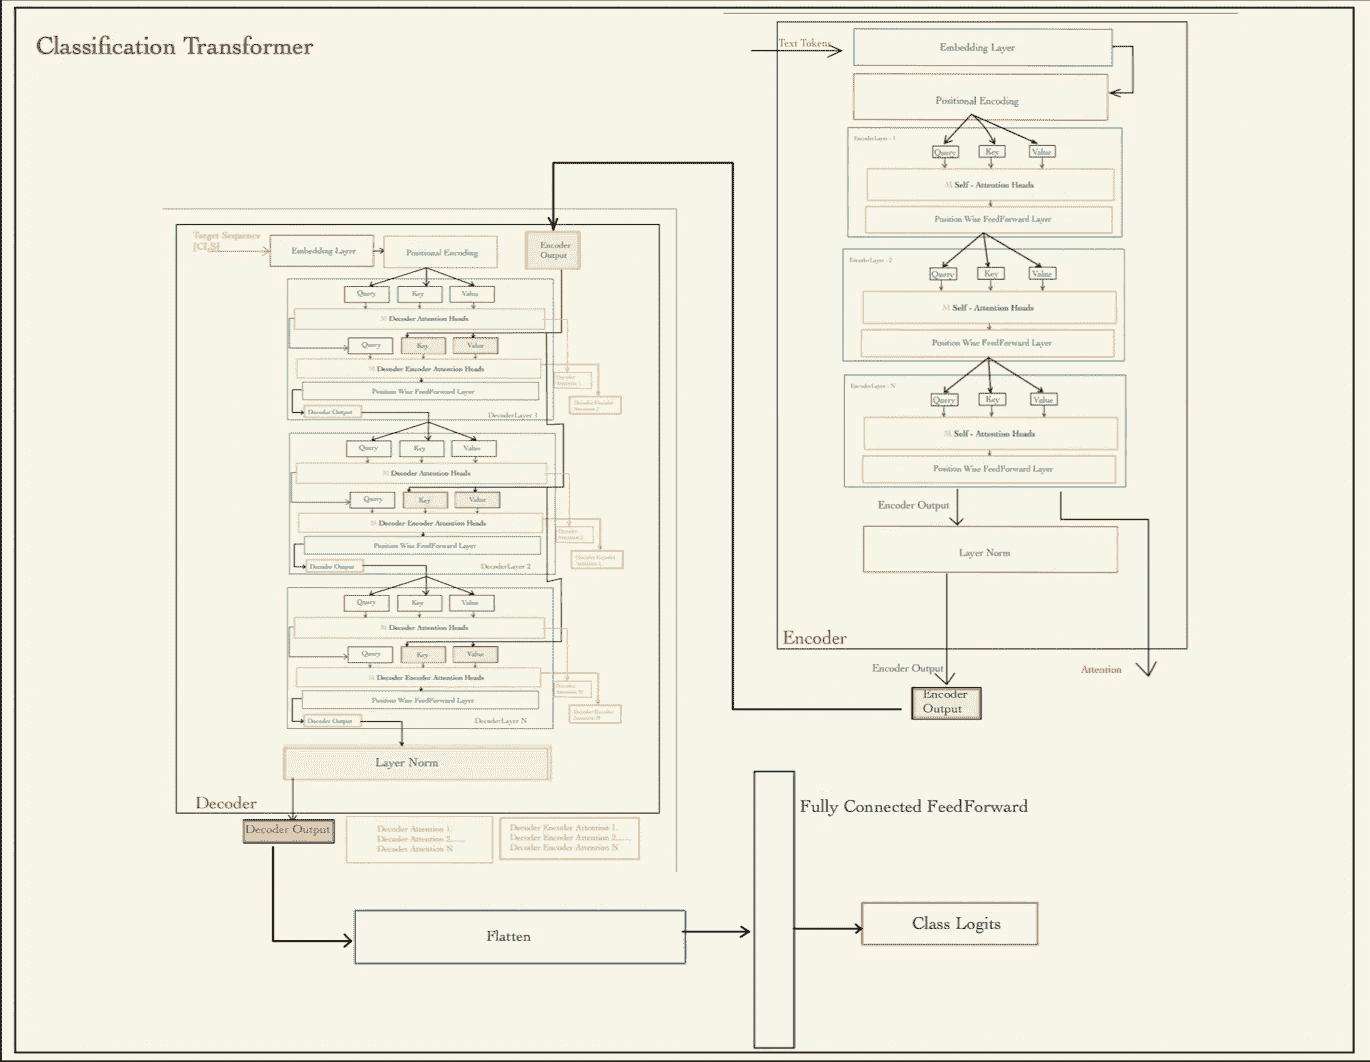 Classification Transformer
Text Tokens
Embedding Layer
Positional Encoding
EncoderLayer - 1
Query
Key
Value
M Self - Attention Heads
Position Wise FeedForward Layer
EncoderLayer - 2
Query
Key
Value
M Self - Attention Heads
Position Wise FeedForward Layer
EncoderLayer - N
Query
Key
Value
M Self - Attention Heads
Position Wise FeedForward Layer
Encoder Output
Layer Norm
Encoder
Encoder Output
Attention
Encoder
Output
Target Sequence
[CLS]
Embedding Layer
Positional Encoding
Encoder
Output
Query
Key
Value
M Decoder Attention Heads
Query
Key
Value
M Decoder Encoder Attention Heads
Decoder
Attention 1
Position Wise FeedForward Layer
Decoder Encoder
Attention 1
Decoder Output
DecoderLayer 1
Query
Key
Value
M Decoder Attention Heads
Query
Key
Value
M Decoder Encoder Attention Heads
Decoder
Attention 2
Position Wise FeedForward Layer
Decoder Encoder
Attention 2
Decoder Output
DecoderLayer 2
Query
Key
Value
M Decoder Attention Heads
Query
Key
Value
M Decoder Encoder Attention Heads
Decoder
Attention N
Position Wise FeedForward Layer
Decoder Encoder
Attention N
Decoder Output
DecoderLayer N
Layer Norm
Decoder
Decoder Output
Decoder Attention 1,
Decoder Attention 2,.....
Decoder Attention N
Decoder Encoder Attention 1,
Decoder Encoder Attention 2,.....
Decoder Encoder Attention N
Flatten
Fully Connected FeedForward
Class Logits